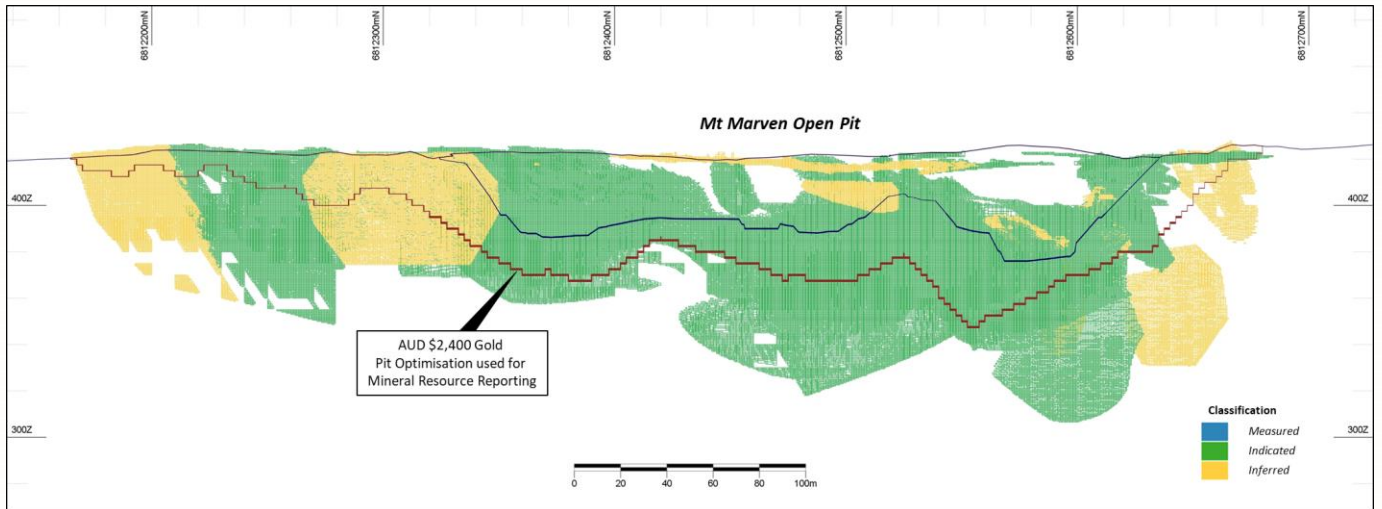 6812200mN
6812300mN
6812400mN
6812500mN
6812600mN
6812700mN
Mt Marven Open Pit
400Z
400Z
AUD $2,400 Gold
Pit Optimisation used for
Mineral Resource Reporting
Classification
Measured
Indicated
Inferred
300Z
300Z
0 20 40 60 80 100m